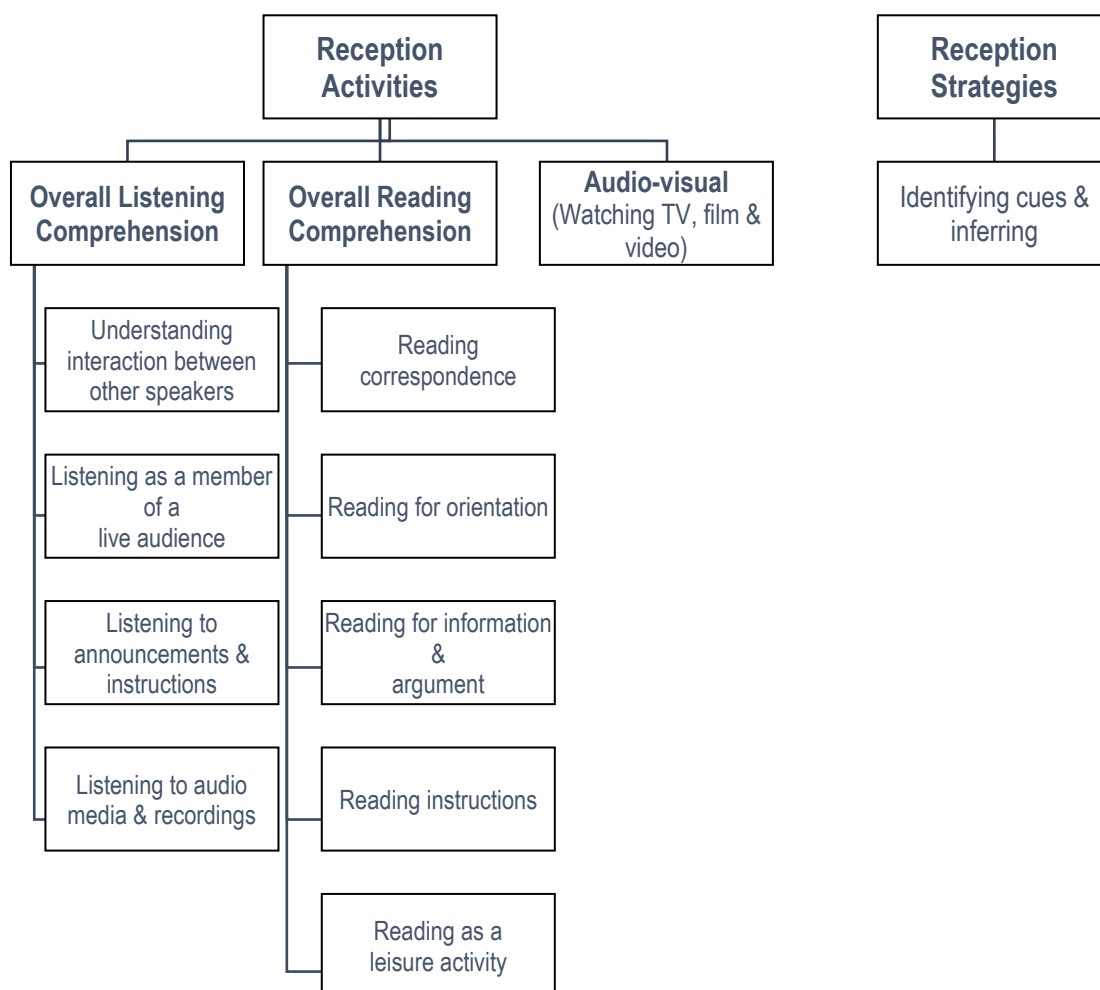 Reception
Activities
Reception
Strategies
Overall Listening
Comprehension
Overall Reading
Comprehension
Audio-visual
(Watching TV, film &
video)
Identifying cues &
inferring
Understanding
interaction between
other speakers
Reading
correspondence
Listening as a member
of a
live audience
Reading for orientation
Listening to
announcements &
instructions
Reading for information
&
argument
Listening to audio
media & recordings
Reading instructions
Reading as a
leisure activity